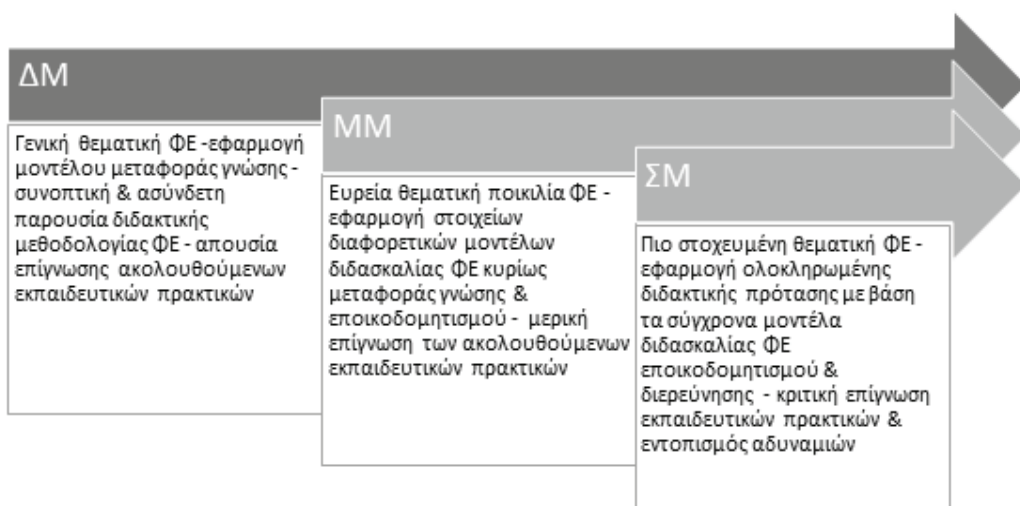 ΔΜ
Γενική θεματική ΦΕ -εφαρμογή
μοντέλου μεταφοράς γνώσης -
συνοπτική & ασύνδετη
παρουσία διδακτικής
μεθοδολογίας ΦΕ - απουσία
επίγνωσης ακολουθούμενων
εκπαιδευτικών πρακτικών
ΜΜ
Ευρεία θεματική ποικιλία ΦΕ -
εφαρμογή στοιχείων
διαφορετικών μοντέλων
διδασκαλίας ΦΕ κυρίως
μεταφοράς γνώσης &
εποικοδομητισμού - μερική
επίγνωση των ακολουθούμενων
εκπαιδευτικών πρακτικών
ΣΜ
Πιο στοχευμένη θεματική ΦΕ -
εφαρμογή ολοκληρωμένης
διδακτικής πρότασης με βάση
τα σύγχρονα μοντέλα
διδασκαλίας ΦΕ
εποικοδομητισμού &
διερεύνησης - κριτική επίγνωση
εκπαιδευτικών πρακτικών &
εντοπισμός αδυναμιών